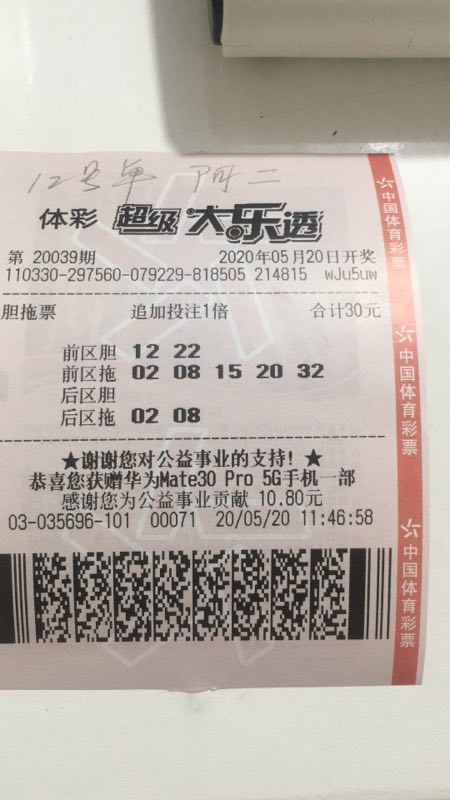 12号单 阿二
体彩 超级大乐透
第 20039期 2020年05月20日开奖
110330-297560-079229-818505 214815 wJu5uw
胆拖票 追加投注1倍 合计30元
前区胆 12 22
前区拖 02 08 15 20 32
后区胆
后区拖 02 08
★谢谢您对公益事业的支持!★
恭喜您获赠华为Mate30 Pro 5G手机一部
感谢您为公益事业贡献 10.80元
03-035696-101 00071 20/05/20 11:46:58
中国体育彩票
中国体育彩票
中国体育彩票